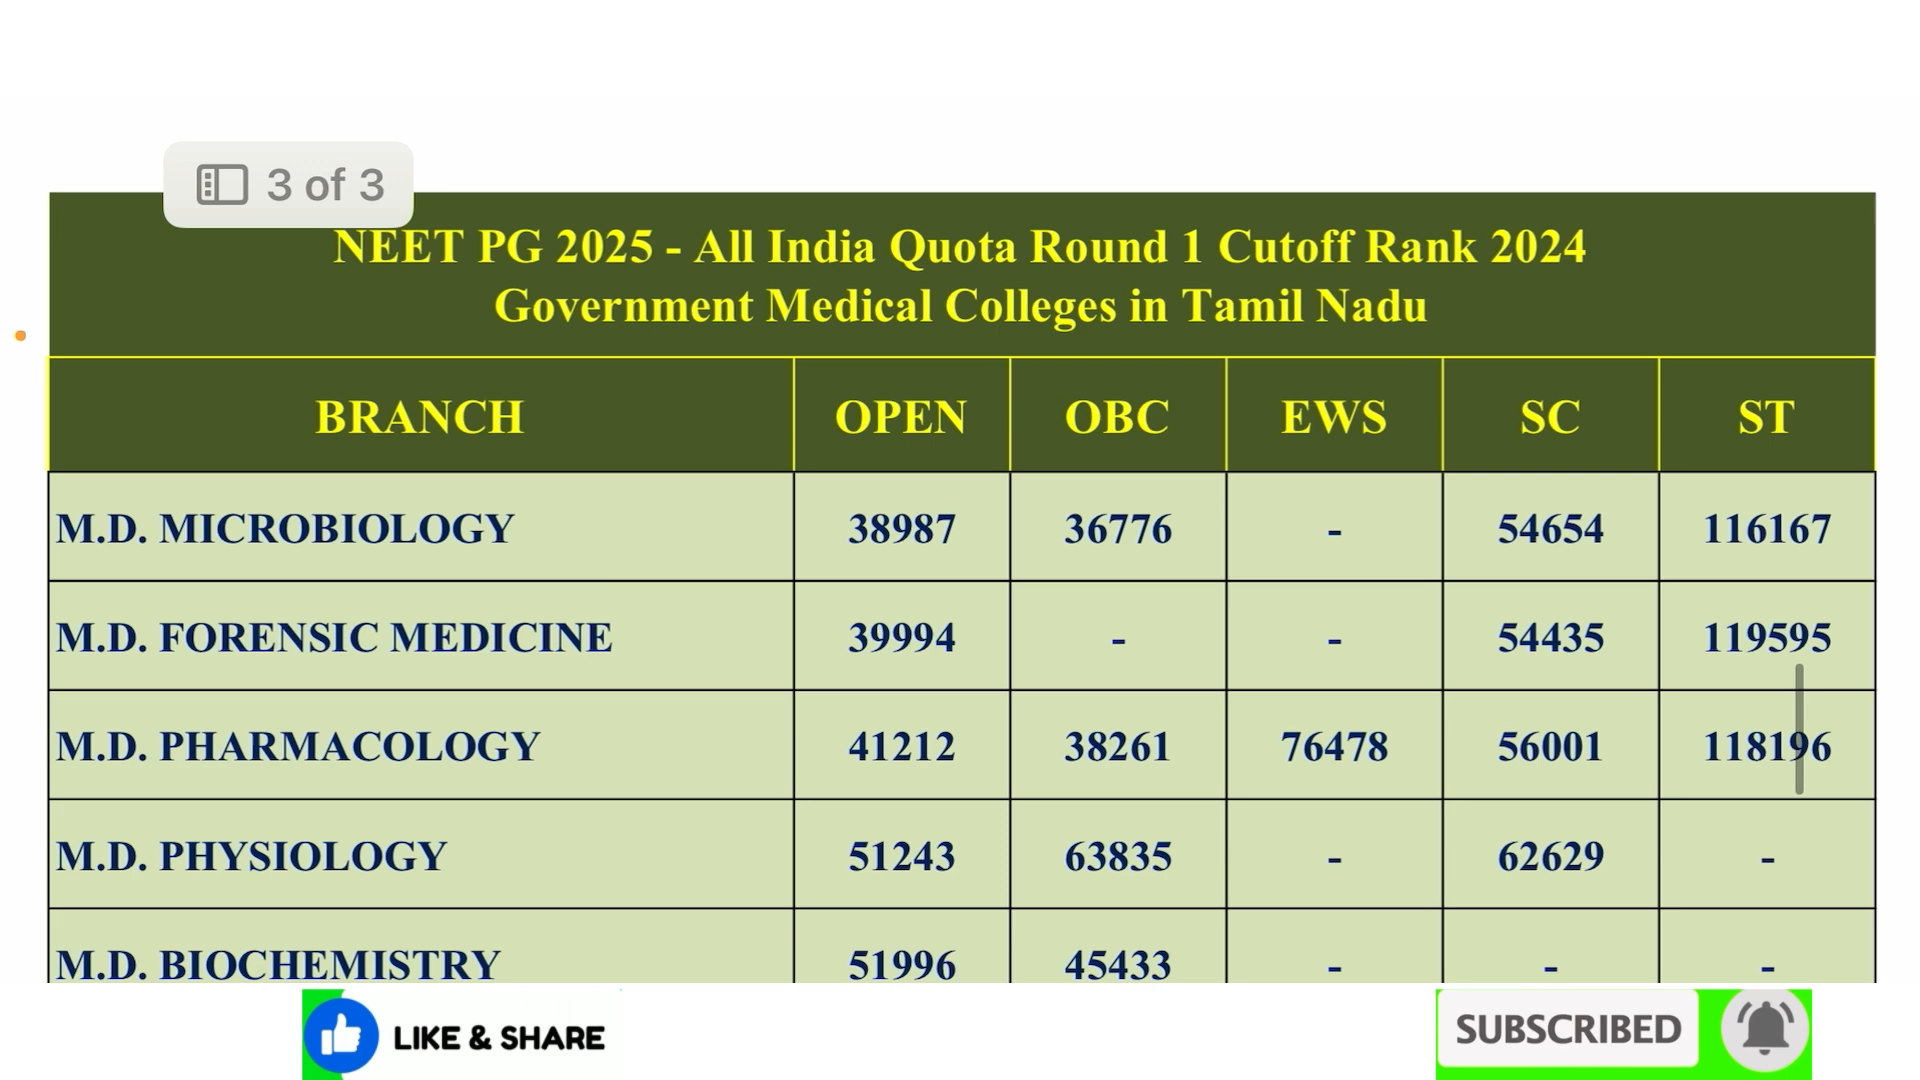 3 of 3
NEET PG 2025 - All India Quota Round 1 Cutoff Rank 2024
Government Medical Colleges in Tamil Nadu
BRANCH OPEN OBC EWS SC ST
M.D. MICROBIOLOGY 38987 36776 - 54654 116167
M.D. FORENSIC MEDICINE 39994 - - 54435 119595
M.D. PHARMACOLOGY 41212 38261 76478 56001 118196
M.D. PHYSIOLOGY 51243 63835 - 62629 -
M.D. BIOCHEMISTRY 51996 45433 - - -
LIKE & SHARE
SUBSCRIBED